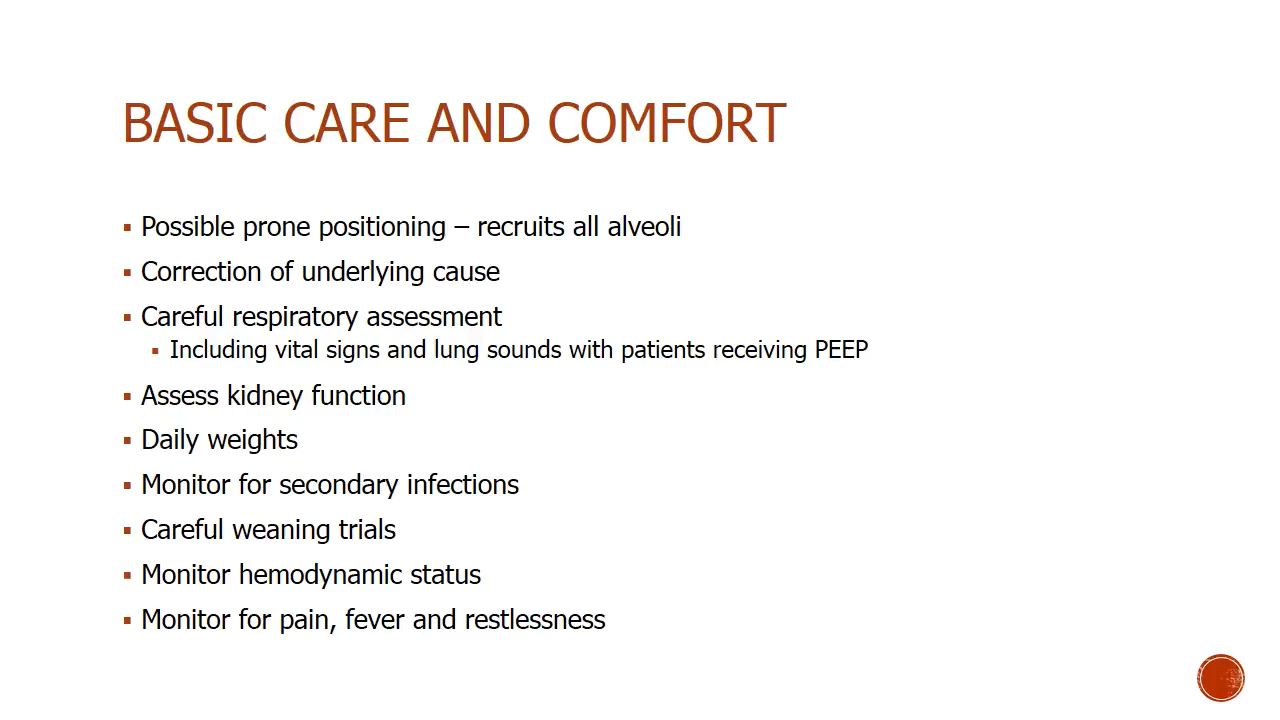 BASIC CARE AND COMFORT
▪ Possible prone positioning – recruits all alveoli
▪ Correction of underlying cause
▪ Careful respiratory assessment
▪ Including vital signs and lung sounds with patients receiving PEEP
▪ Assess kidney function
▪ Daily weights
▪ Monitor for secondary infections
▪ Careful weaning trials
▪ Monitor hemodynamic status
▪ Monitor for pain, fever and restlessness